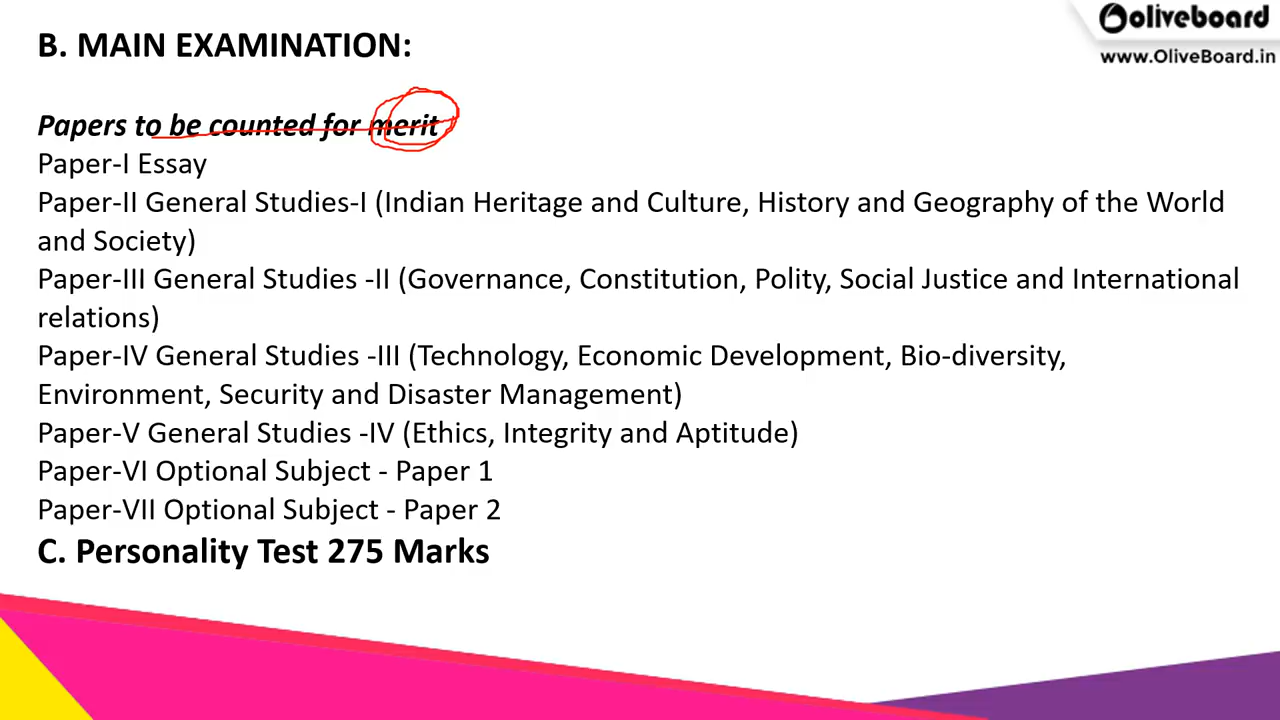 oliveboard
www.OliveBoard.in
B. MAIN EXAMINATION:
Papers to be counted for merit
Paper-I Essay
Paper-II General Studies-I (Indian Heritage and Culture, History and Geography of the World
and Society)
Paper-III General Studies -II (Governance, Constitution, Polity, Social Justice and International
relations)
Paper-IV General Studies -III (Technology, Economic Development, Bio-diversity,
Environment, Security and Disaster Management)
Paper-V General Studies -IV (Ethics, Integrity and Aptitude)
Paper-VI Optional Subject - Paper 1
Paper-VII Optional Subject - Paper 2
C. Personality Test 275 Marks